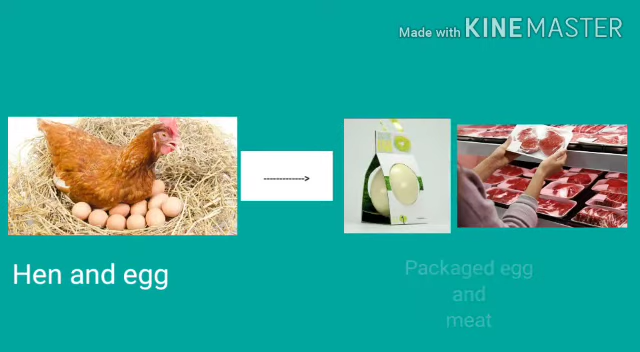 Made with KINEMASTER
------------->
Hen and egg
Packaged egg
and
meat